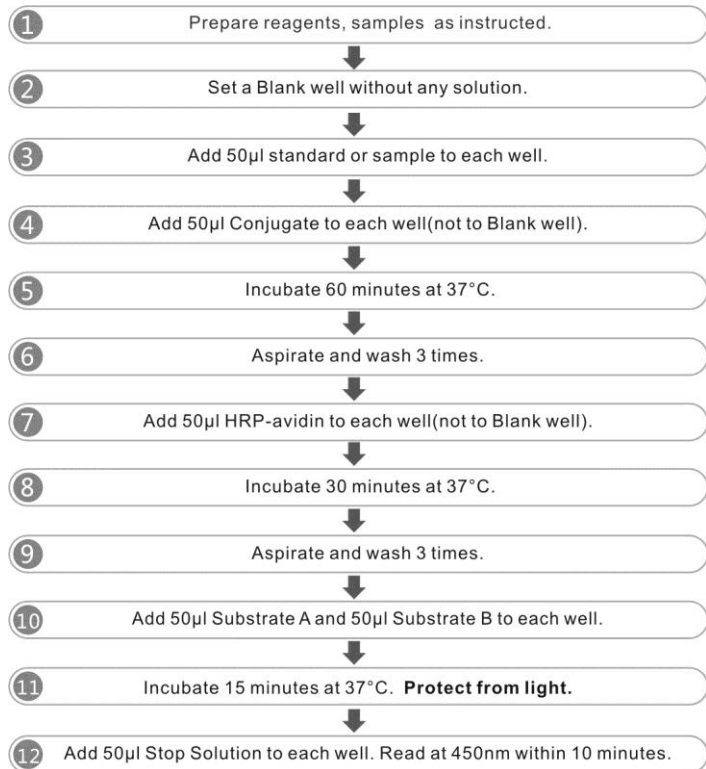 1 Prepare reagents, samples as instructed.
2 Set a Blank well without any solution.
3 Add 50μl standard or sample to each well.
4 Add 50μl Conjugate to each well(not to Blank well).
5 Incubate 60 minutes at 37°C.
6 Aspirate and wash 3 times.
7 Add 50μl HRP-avidin to each well(not to Blank well).
8 Incubate 30 minutes at 37°C.
9 Aspirate and wash 3 times.
10 Add 50μl Substrate A and 50μl Substrate B to each well.
11 Incubate 15 minutes at 37°C. Protect from light.
12 Add 50μl Stop Solution to each well. Read at 450nm within 10 minutes.